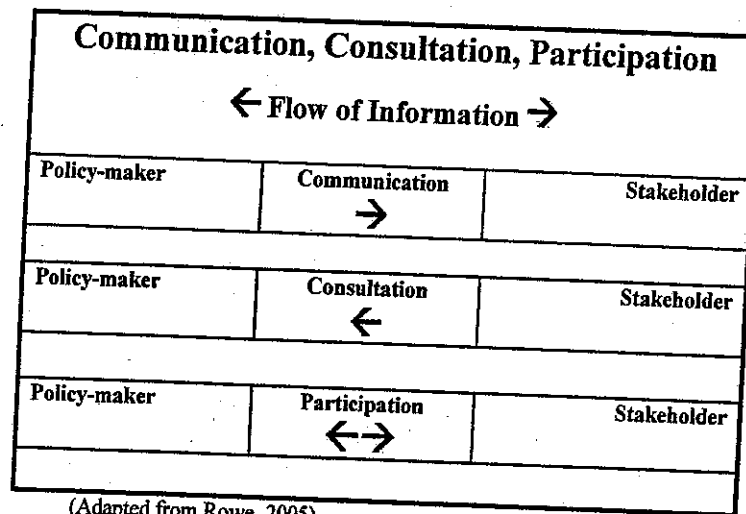 Communication, Consultation, Participation
← Flow of Information →
Policy-maker Communication Stakeholder
→
Policy-maker Consultation Stakeholder
←
Policy-maker Participation Stakeholder
←→
(Adapted from Rowe, 2005)